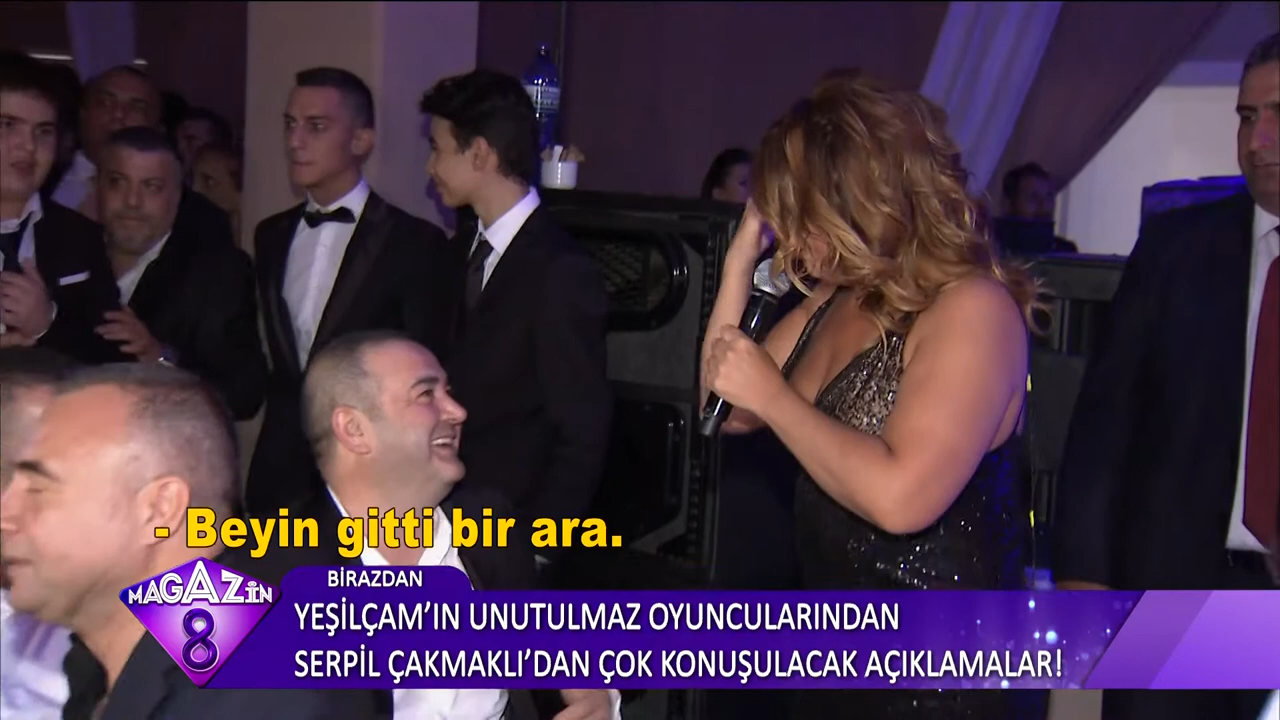 - Beyin gitti bir ara.
MAGAZİN
8
BİRAZDAN
YEŞİLÇAM'IN UNUTULMAZ OYUNCULARINDAN
SERPİL ÇAKMAKLI'DAN ÇOK KONUŞULACAK AÇIKLAMALAR!